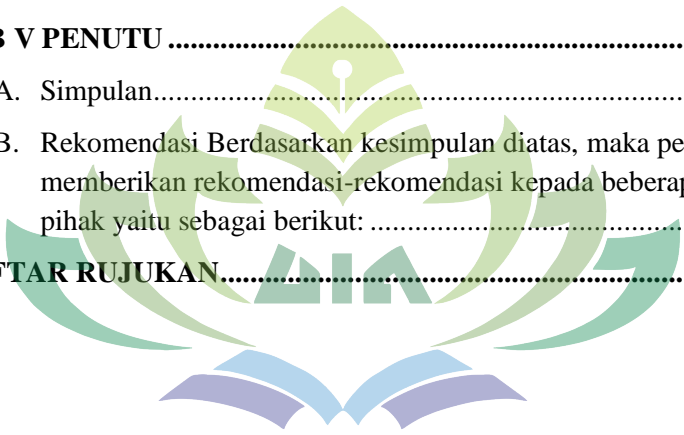 B V PENUTU ........................................................................
A. Simpulan........................................................................
B. Rekomendasi Berdasarkan kesimpulan diatas, maka pe
memberikan rekomendasi-rekomendasi kepada beberap
pihak yaitu sebagai berikut: ..........................................
FTAR RUJUKAN................................................................